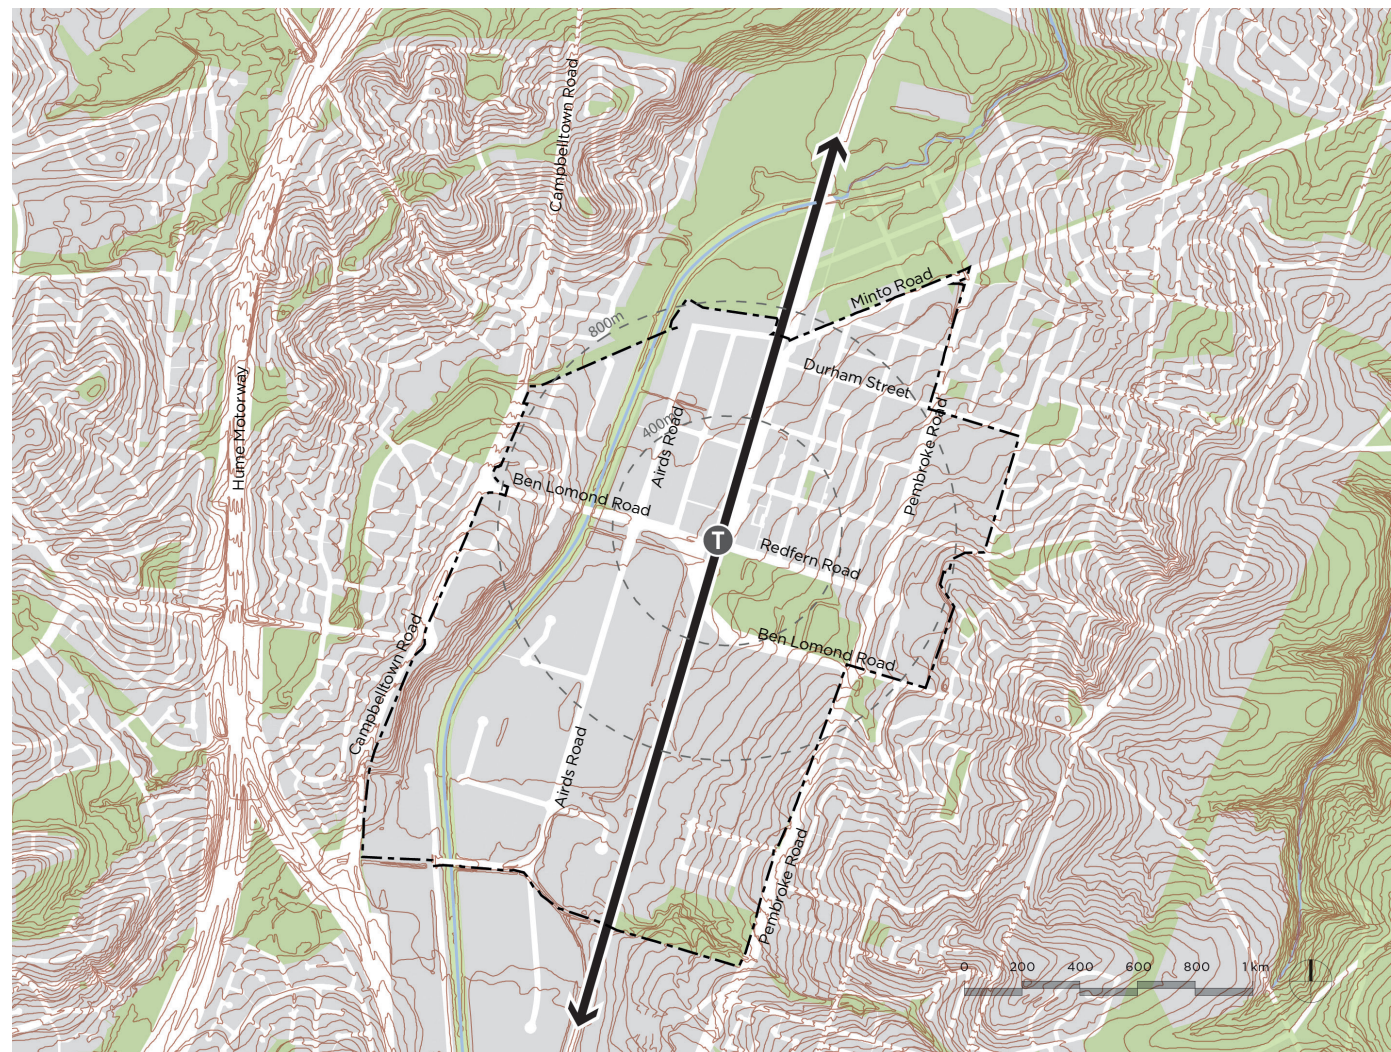 Campbelltown Road
Minto Road
800m
Durham Street
Hume Motorway
400m
Airds Road
Pembroke Road
Ben Lomond Road
T
Redfern Road
Ben Lomond Road
Campbelltown Road
Airds Road
Pembroke Road
0 200 400 600 800 1 km